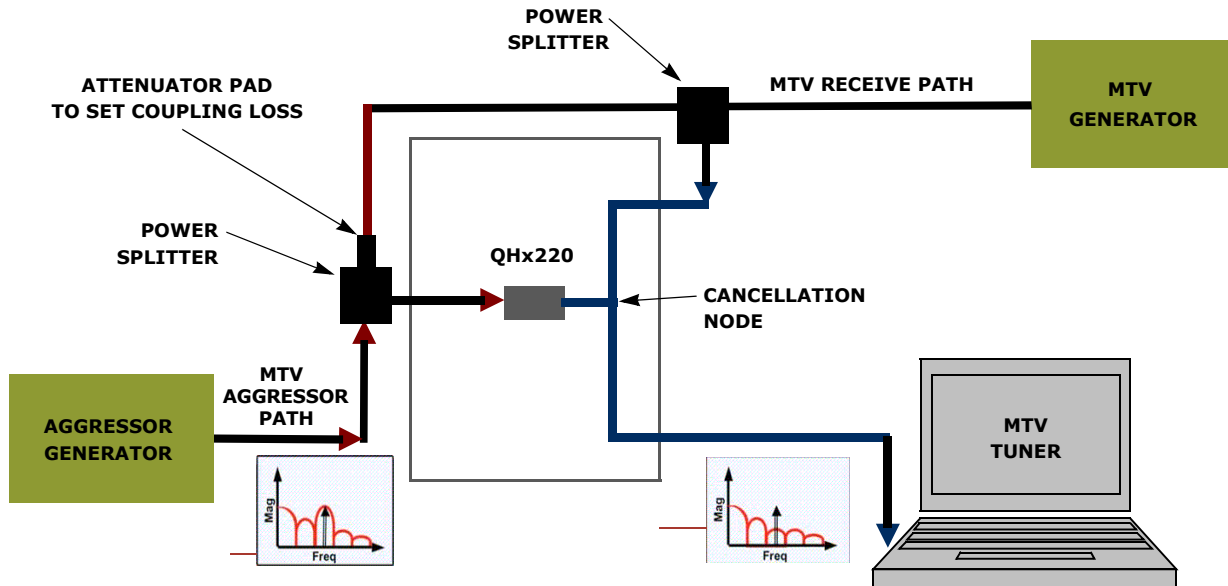 POWER
SPLITTER
ATTENUATOR PAD
TO SET COUPLING LOSS
MTV RECEIVE PATH
MTV
GENERATOR
POWER
SPLITTER
QHx220
CANCELLATION
NODE
MTV
AGGRESSOR
PATH
AGGRESSOR
GENERATOR
MTV
TUNER
Mag
Freq
Mag
Freq